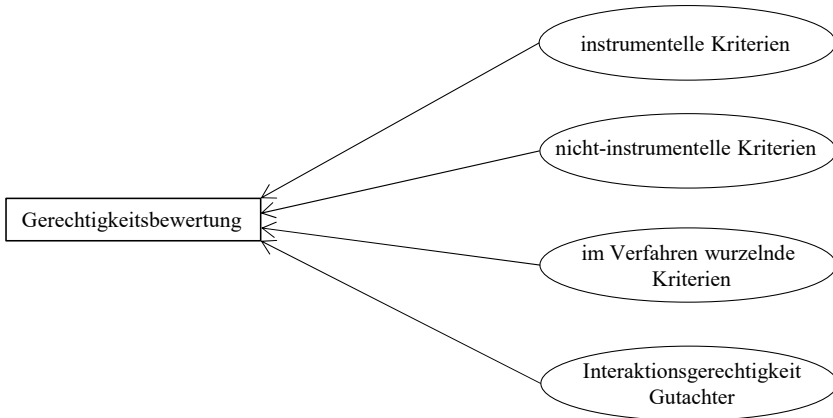 instrumentelle Kriterien
nicht-instrumentelle Kriterien
Gerechtigkeitsbewertung
im Verfahren wurzelnde
Kriterien
Interaktionsgerechtigkeit
Gutachter